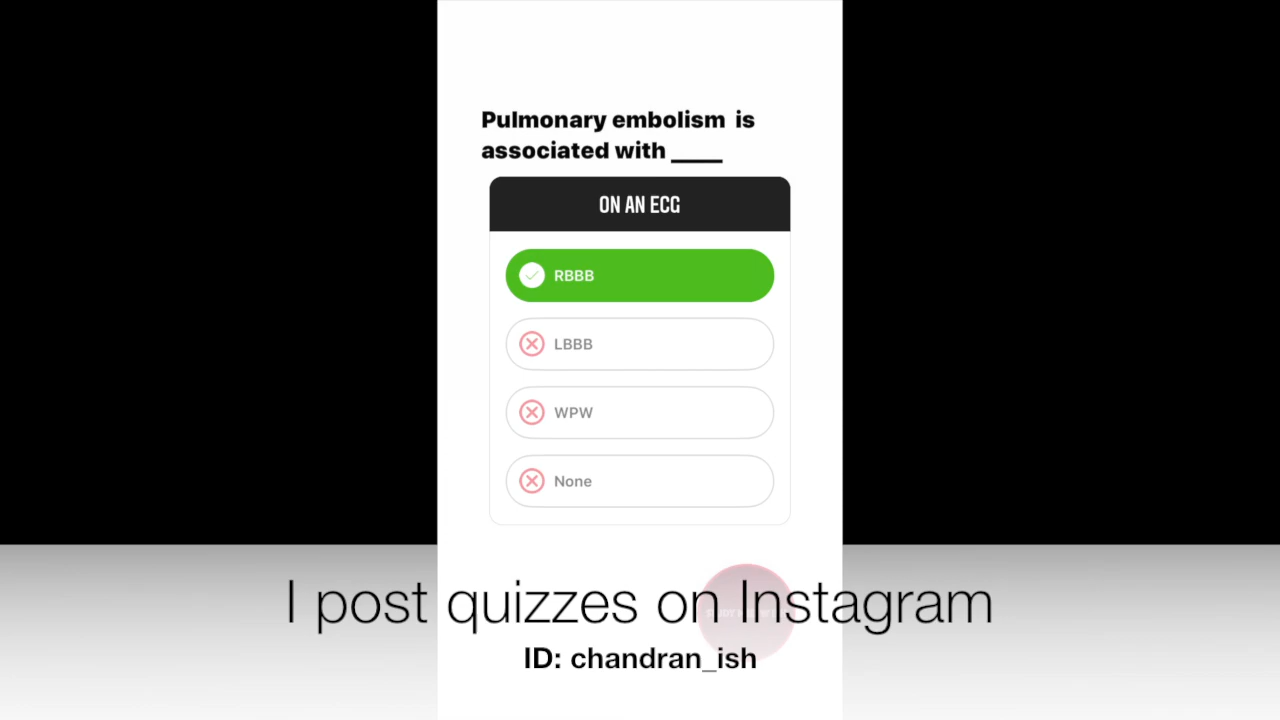 Pulmonary embolism is
associated with ____
ON AN ECG
RBBB
LBBB
WPW
None
I post quizzes on Instagram
ID: chandran_ish